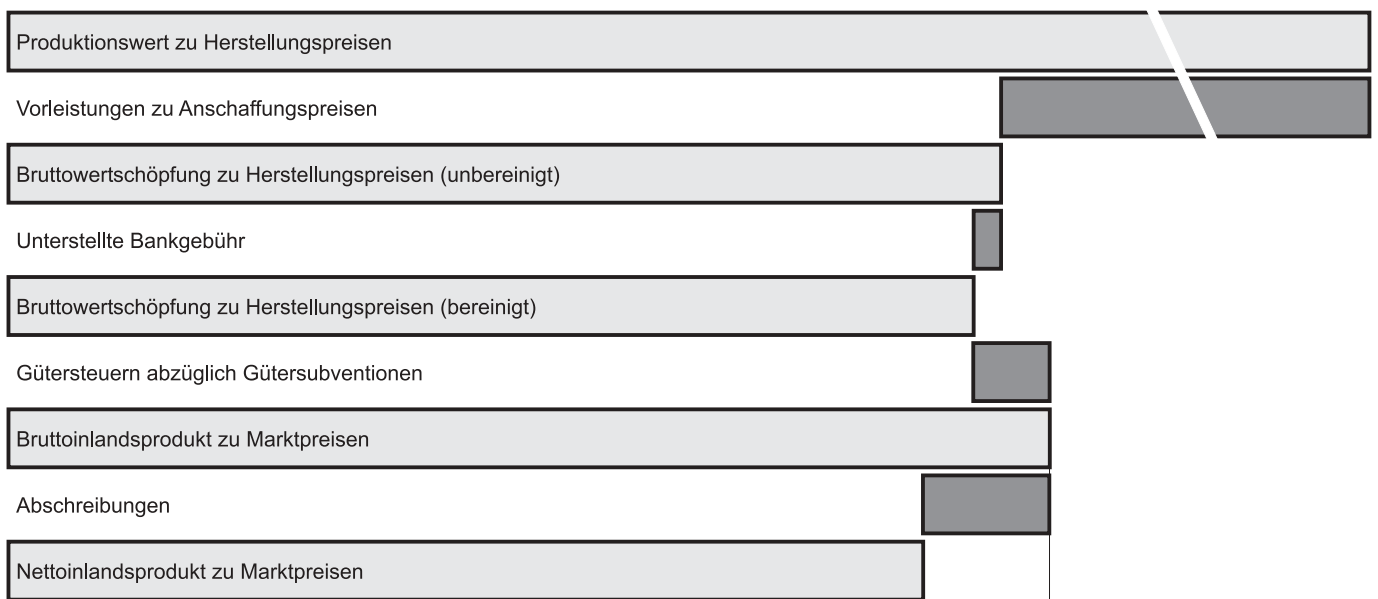 Produktionswert zu Herstellungspreisen
Vorleistungen zu Anschaffungspreisen
Bruttowertschöpfung zu Herstellungspreisen (unbereinigt)
Unterstellte Bankgebühr
Bruttowertschöpfung zu Herstellungspreisen (bereinigt)
Gütersteuern abzüglich Gütersubventionen
Bruttoinlandsprodukt zu Marktpreisen
Abschreibungen
Nettoinlandsprodukt zu Marktpreisen